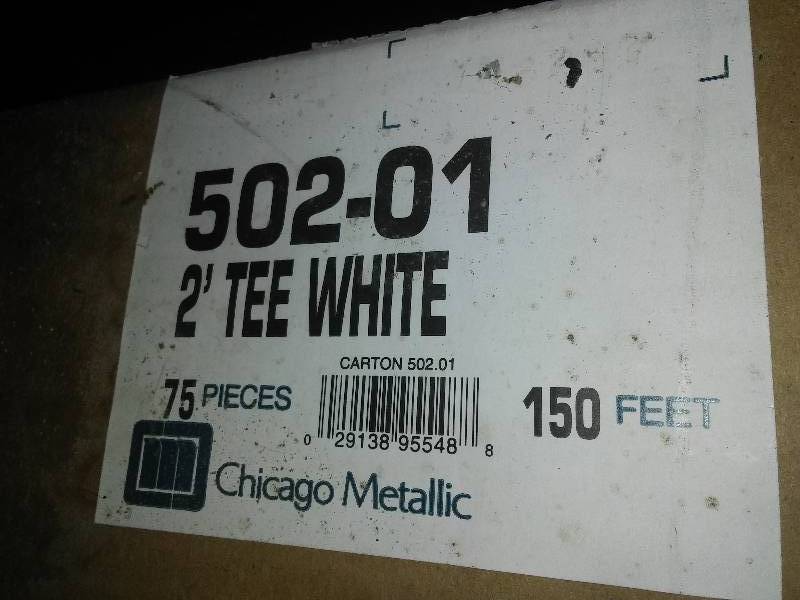 502-01
2' TEE WHITE
CARTON 502.01
75 PIECES
150 FEET
0 29138 95548 8
Chicago Metallic